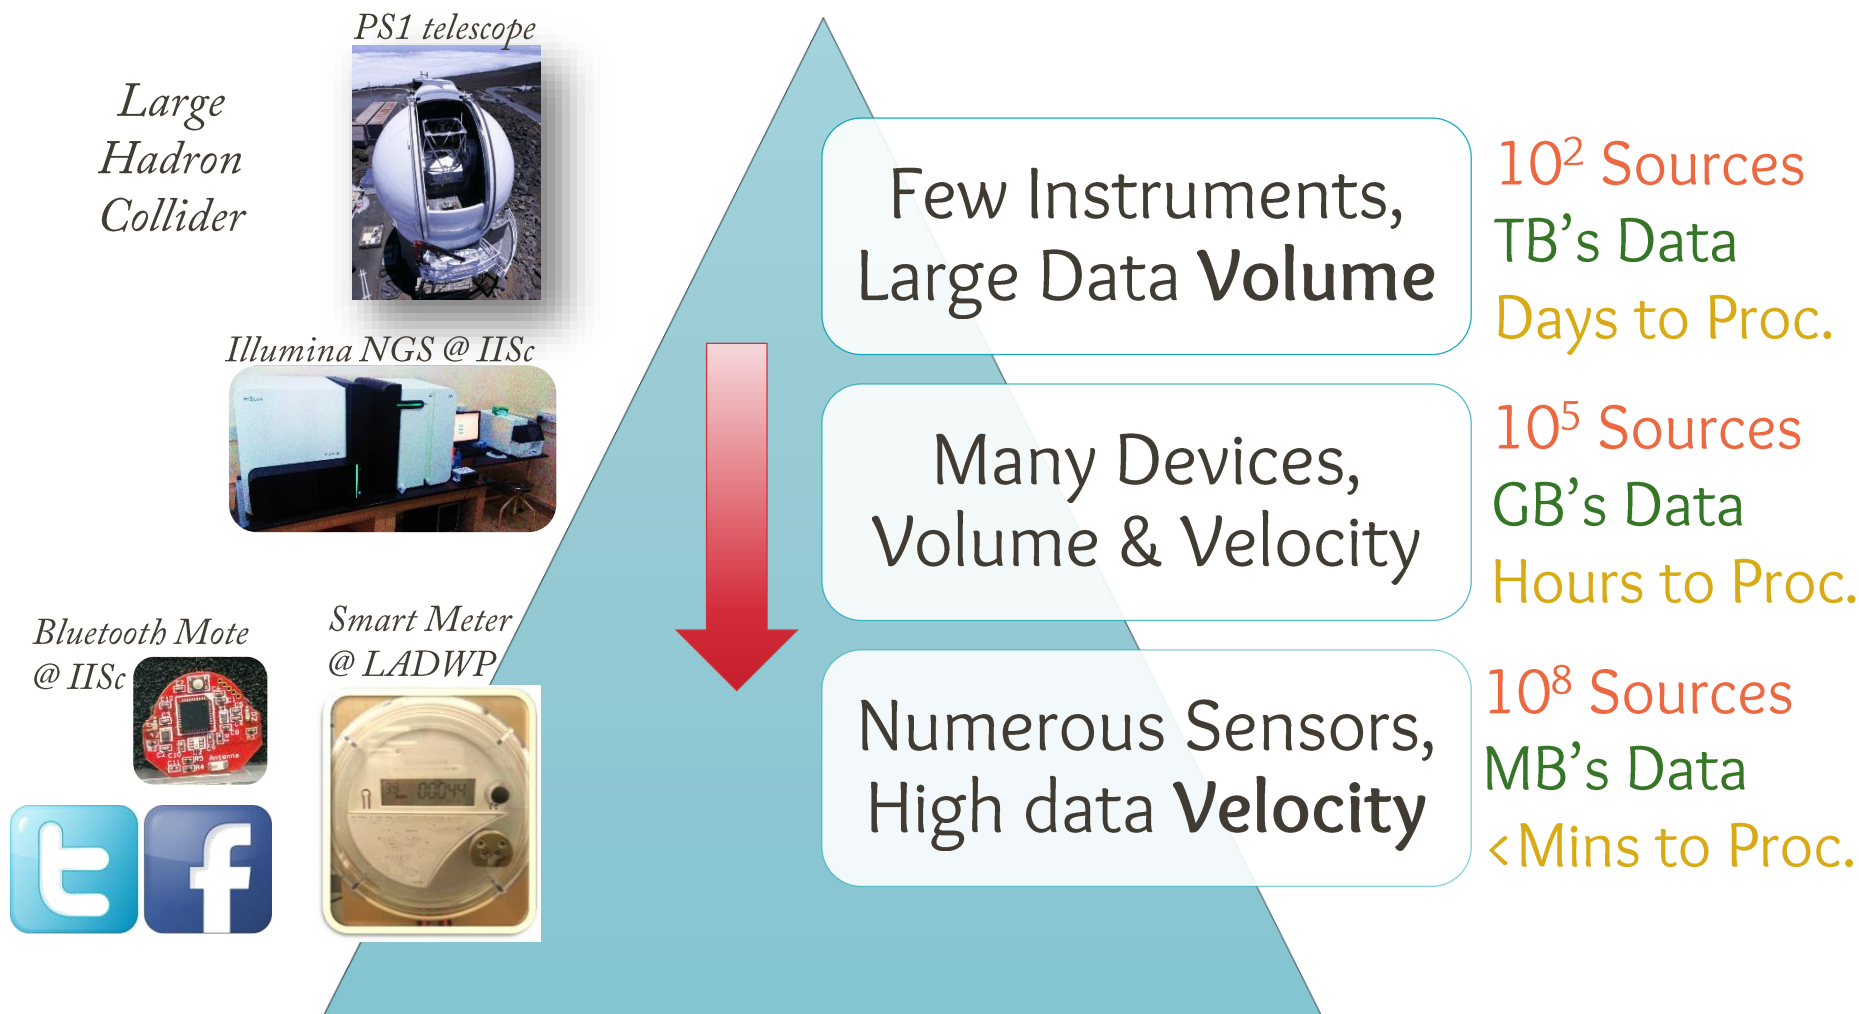 PS1 telescope
Large
Hadron
Collider
Illumina NGS @ IISc
Bluetooth Mote
@ IISc
Smart Meter
@ LADWP
Antenna
00044
t
f
Few Instruments,
Large Data Volume
10² Sources
TB's Data
Days to Proc.
Many Devices,
Volume & Velocity
10⁵ Sources
GB's Data
Hours to Proc.
Numerous Sensors,
High data Velocity
10⁸ Sources
MB's Data
<Mins to Proc.